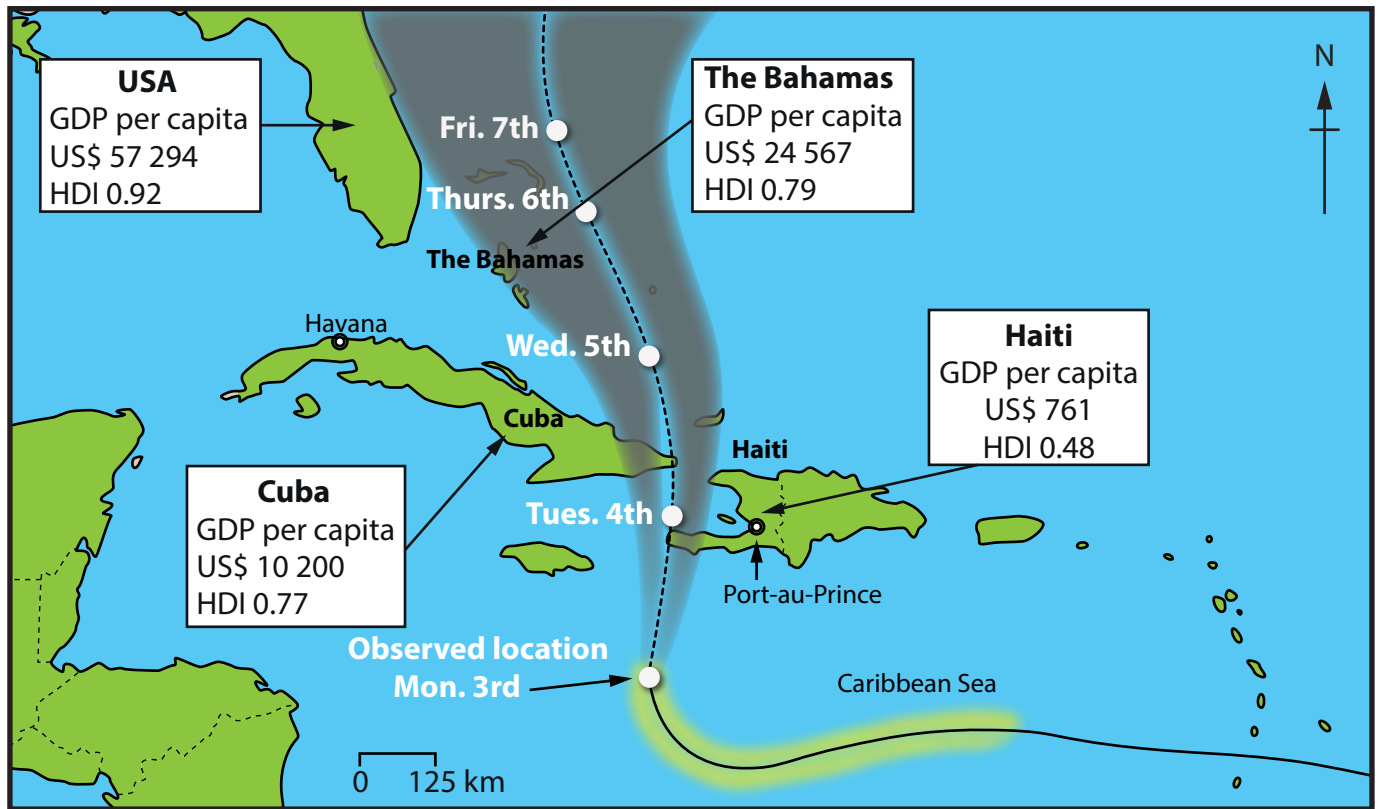 N
USA
GDP per capita
US$ 57 294
HDI 0.92
The Bahamas
GDP per capita
US$ 24 567
HDI 0.79
Fri. 7th
Thurs. 6th
The Bahamas
Havana
Wed. 5th
Haiti
GDP per capita
US$ 761
HDI 0.48
Cuba
Haiti
Cuba
GDP per capita
US$ 10 200
HDI 0.77
Tues. 4th
Port-au-Prince
Observed location
Mon. 3rd
Caribbean Sea
0 125 km